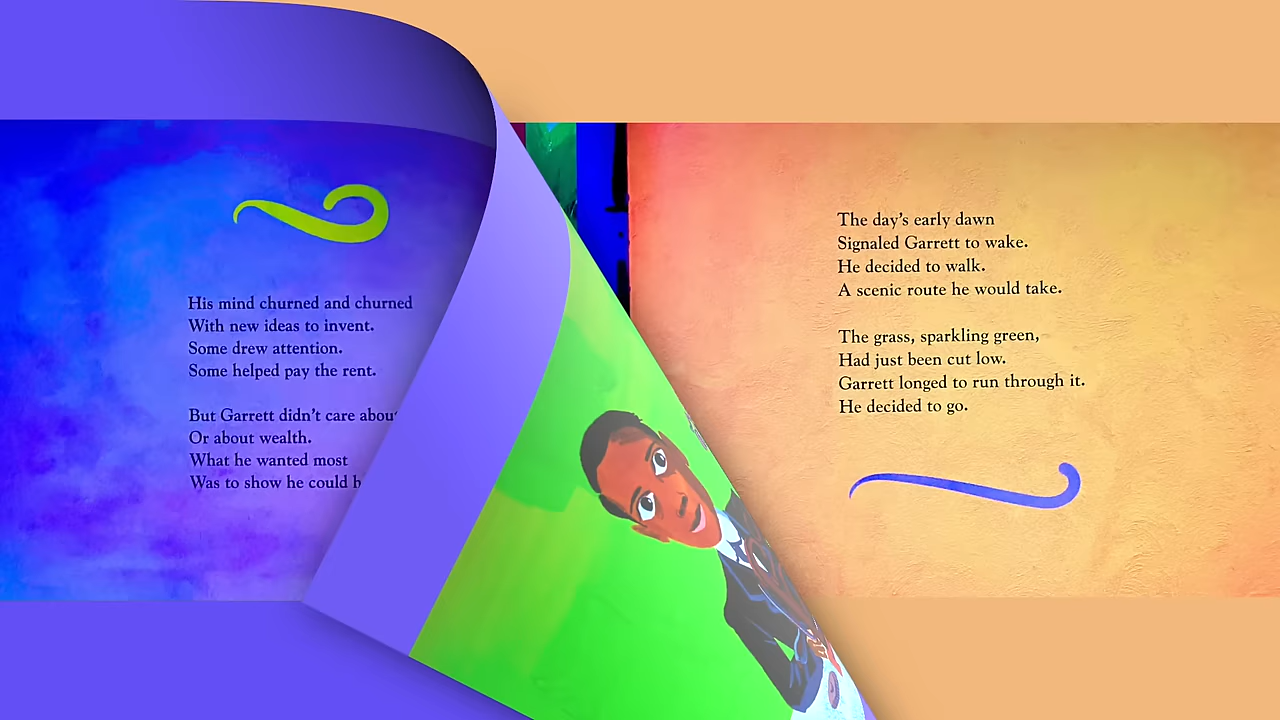 His mind churned and churned
With new ideas to invent.
Some drew attention.
Some helped pay the rent.
But Garrett didn't care
Or about wealth.
What he wanted most
Was to show he could
The day's early dawn
Signaled Garrett to wake.
He decided to walk.
A scenic route he would take.
The grass, sparkling green,
Had just been cut low.
Garrett longed to run through it.
He decided to go.